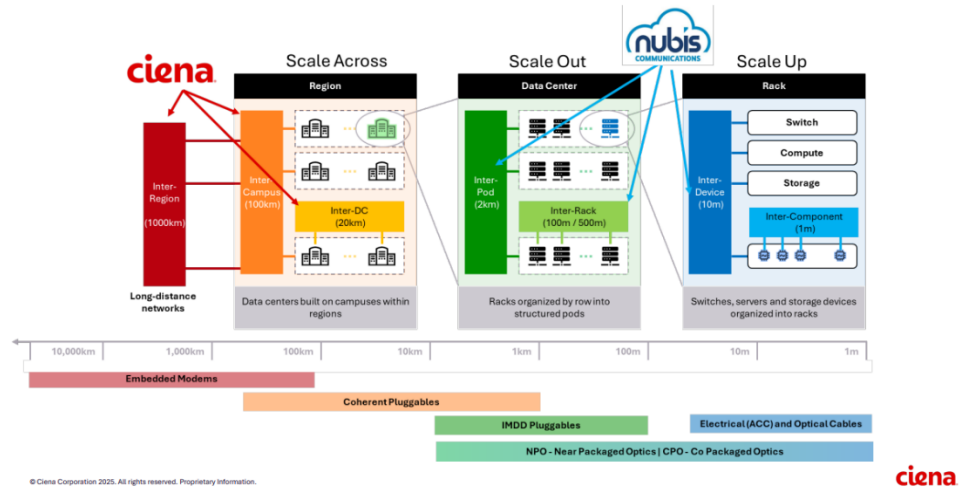 ciena
nubis
COMMUNICATIONS
Scale Across
Scale Out
Scale Up
Region
Data Center
Rack
Inter-
Region
(1000km)
Long-distance
networks
Inter-
Campus
(100km)
Inter-DC
(20km)
Data centers built on campuses within
regions
Inter-
Pod
(2km)
Inter-Rack
(100m / 500m)
Racks organized by row into
structured pods
Inter-
Device
(10m)
Switch
Compute
Storage
Inter-Component
(1m)
Switches, servers and storage devices
organized into racks
10,000km 1,000km 100km 10km 1km 100m 10m 1m
Embedded Modems
Coherent Pluggables
IMDD Pluggables
Electrical (ACC) and Optical Cables
NPO - Near Packaged Optics | CPO - Co Packaged Optics
© Ciena Corporation 2025. All rights reserved. Proprietary Information.
ciena